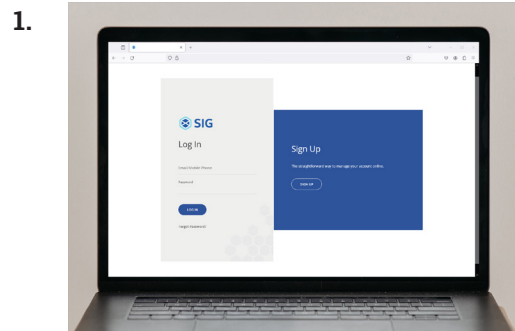 1.
SIG
Log In
Sign Up
The straightforward way to manage your account online.
Email/Mobile Phone
Password
SIGN UP
LOG IN
Forgot Password?